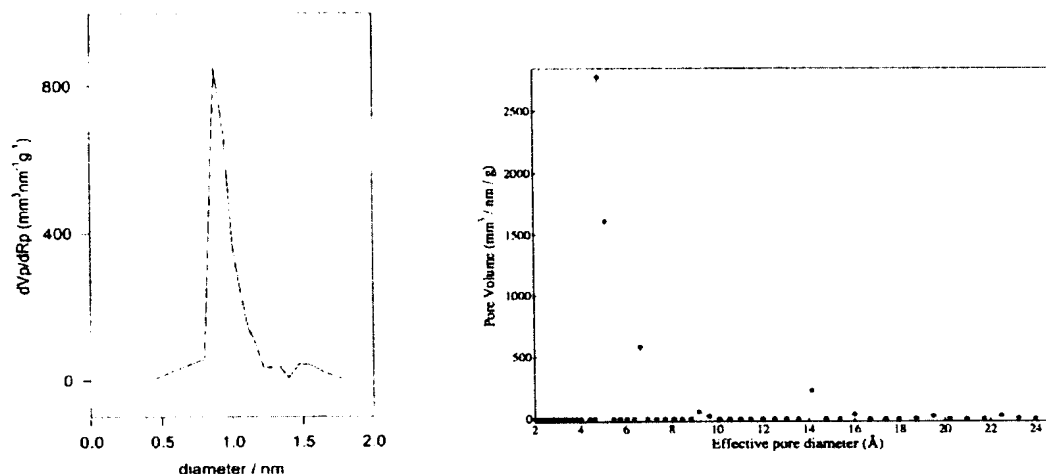 800
400
0
dVp/dRp (mm³nm⁻¹g⁻¹)
0.0 0.5 1.0 1.5 2.0
diameter / nm
2500
2000
1500
1000
500
0
Pore Volume (mm³ / nm / g)
2 4 6 8 10 12 14 16 18 20 22 24
Effective pore diameter (Å)